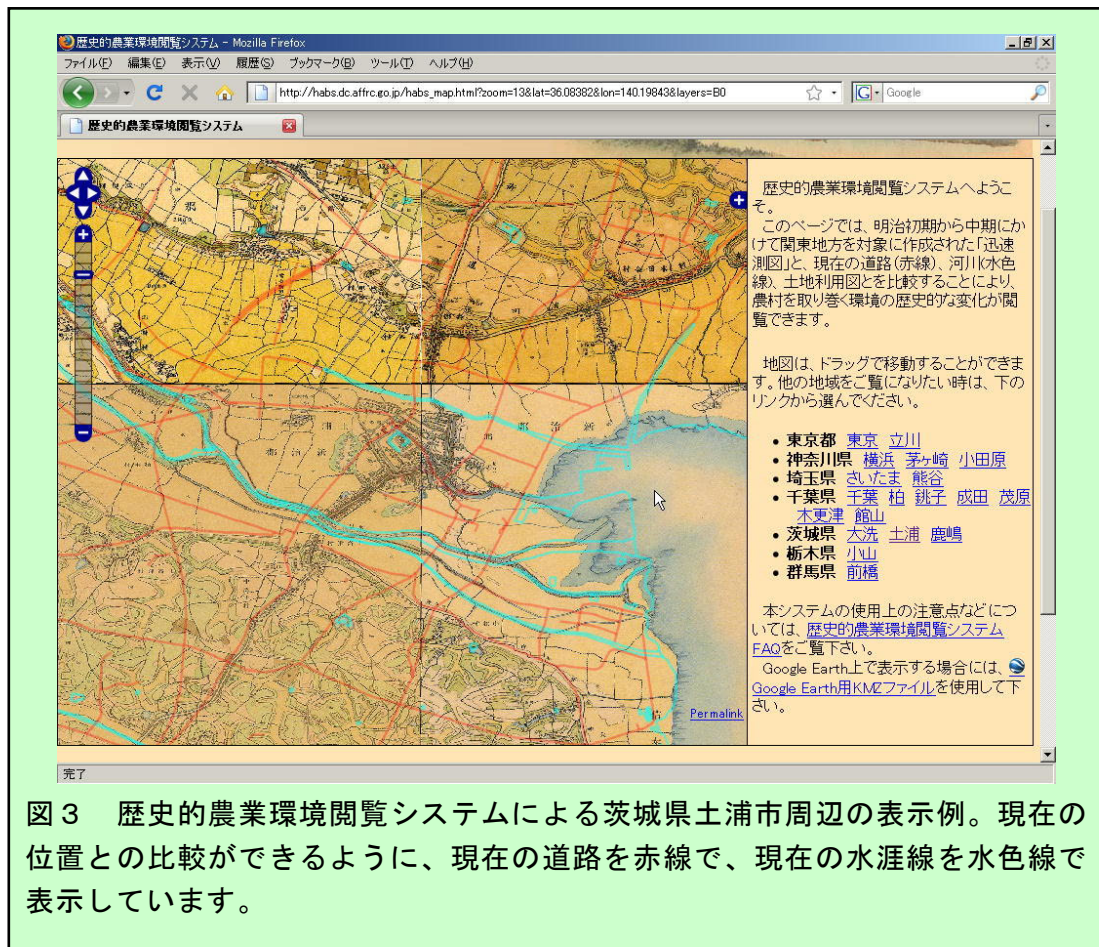 歴史的農業環境閲覧システム - Mozilla Firefox
ファイル(F) 編集(E) 表示(V) 履歴(S) ブックマーク(B) ツール(T) ヘルプ(H)
http://habs.dc.affrc.go.jp/habs_map.html?zoom=13&lat=36.08382&lon=140.19843&layers=B0
Google
歴史的農業環境閲覧システム
歴史的農業環境閲覧システムへようこ
そ。
このページでは、明治初期から中期にか
けて関東地方を対象に作成された「迅速
測図」と、現在の道路(赤線)、河川(水色
線)、土地利用図とを比較することにより、
農村を取り巻く環境の歴史的な変化が閲
覧できます。
地図は、ドラッグで移動することができま
す。他の地域をご覧になりたい時は、下の
リンクから選んでください。
• 東京都 東京 立川
• 神奈川県 横浜 茅ヶ崎 小田原
• 埼玉県 さいたま 熊谷
• 千葉県 千葉 柏 銚子 成田 茂原
木更津 館山
• 茨城県 大洗 土浦 鹿嶋
• 栃木県 小山
• 群馬県 前橋
本システムの使用上の注意点などにつ
いては、歴史的農業環境閲覧システム
FAQをご覧下さい。
Google Earth上で表示する場合には、
Google Earth用KMZファイルを使用して下
さい。
Permalink
完了
図3 歴史的農業環境閲覧システムによる茨城県土浦市周辺の表示例。現在の
位置との比較ができるように、現在の道路を赤線で、現在の水涯線を水色線で
表示しています。